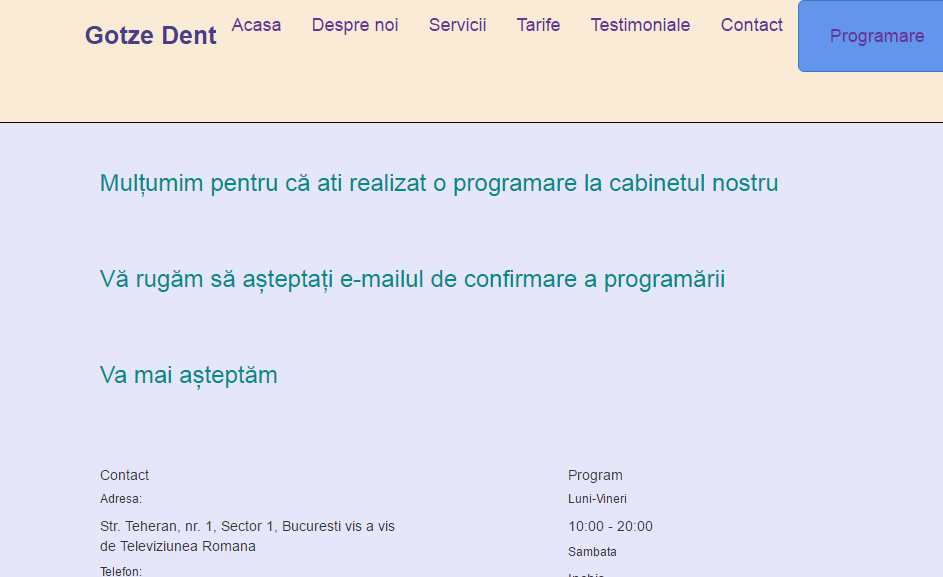 Gotze Dent
Acasa
Despre noi
Servicii
Tarife
Testimoniale
Contact
Programare
Mulțumim pentru că ati realizat o programare la cabinetul nostru
Vă rugăm să așteptați e-mailul de confirmare a programării
Va mai așteptăm
Contact
Adresa:
Str. Teheran, nr. 1, Sector 1, Bucuresti vis a vis
de Televiziunea Romana
Telefon:
Program
Luni-Vineri
10:00 - 20:00
Sambata